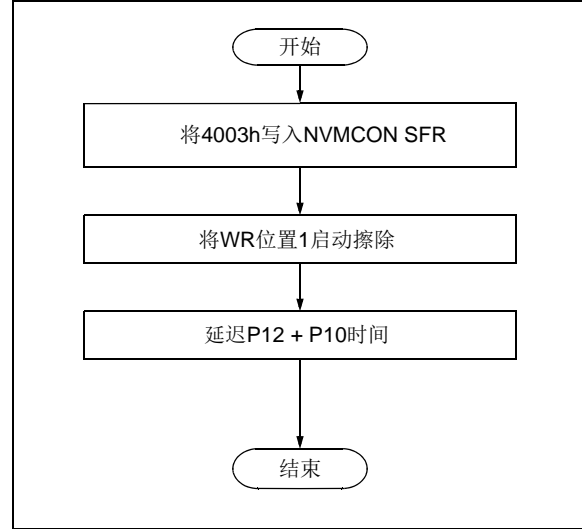 开始
将4003h写入NVMCON SFR
将WR位置1启动擦除
延迟P12 + P10时间
结束